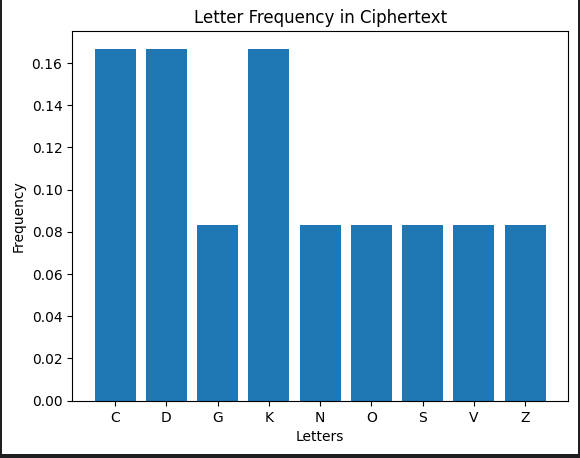 Letter Frequency in Ciphertext
0.16
0.14
0.12
0.10
0.08
0.06
0.04
0.02
0.00
Frequency
C D G K N O S V Z
Letters